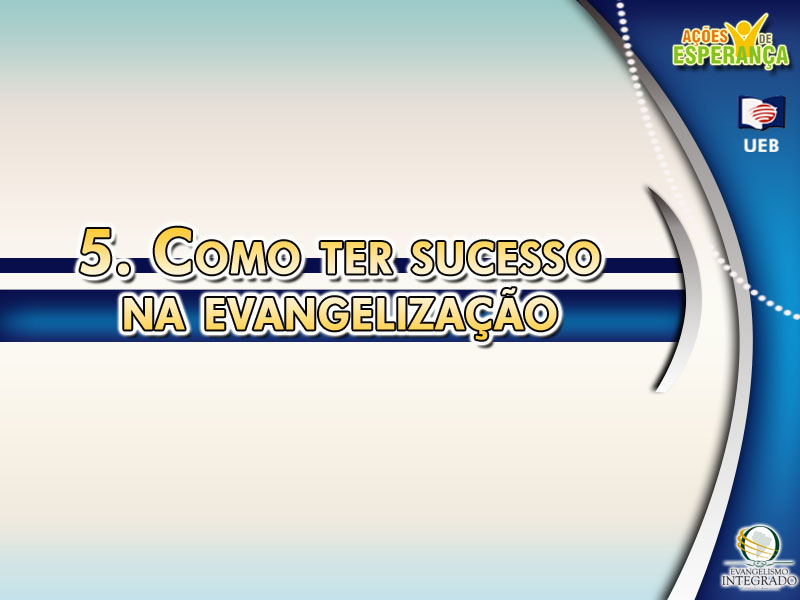 AÇÕES DE
ESPERANÇA
UEB
5. COMO TER SUCESSO
NA EVANGELIZAÇÃO
EVANGELISMO
INTEGRADO